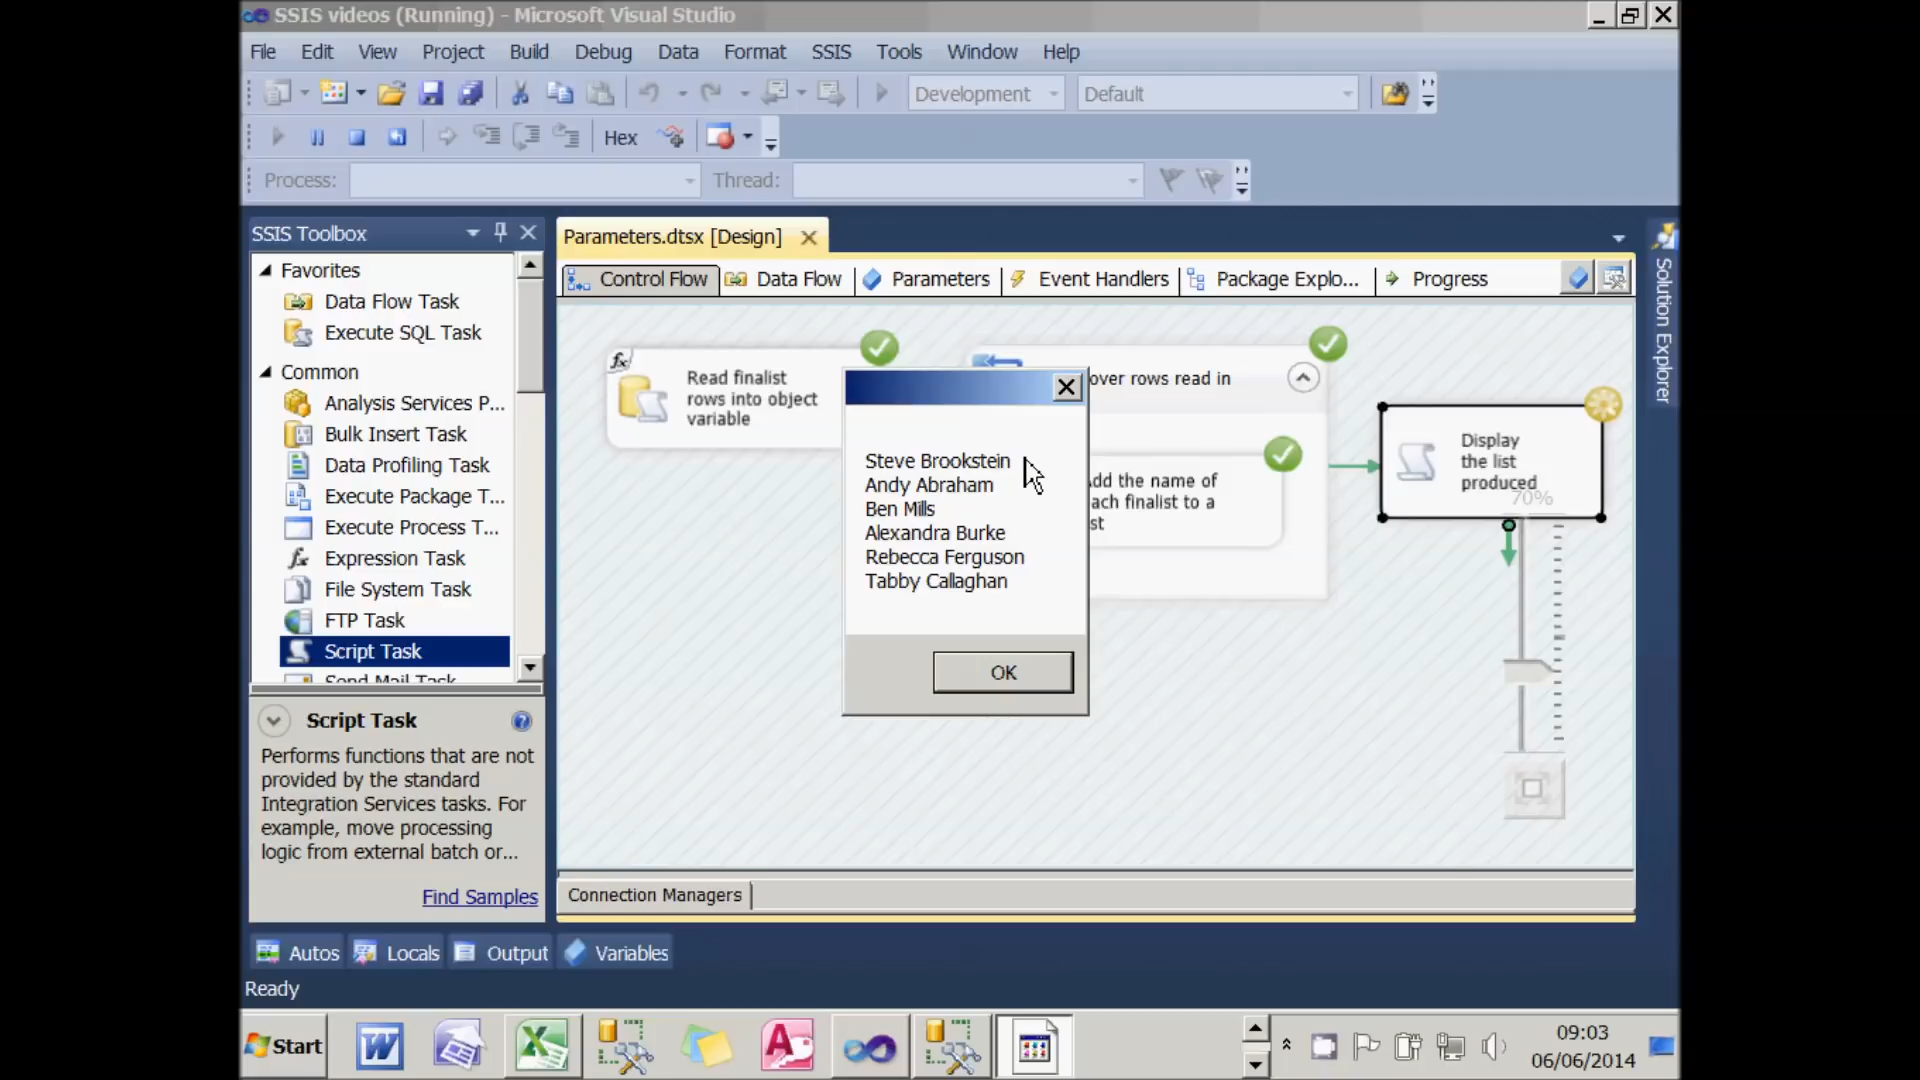 SSIS videos (Running) - Microsoft Visual Studio
File Edit View Project Build Debug Data Format SSIS Tools Window Help
Development Default
Hex
Process: Thread:
SSIS Toolbox
Favorites
Data Flow Task
Execute SQL Task
Common
Analysis Services P...
Bulk Insert Task
Data Profiling Task
Execute Package T...
Execute Process T...
Expression Task
File System Task
FTP Task
Script Task
Send Mail Task
Script Task
Performs functions that are not
provided by the standard
Integration Services tasks. For
example, move processing
logic from external batch or...
Find Samples
Parameters.dtsx [Design]
Control Flow Data Flow Parameters Event Handlers Package Explo... Progress
fx
Read finalist
rows into object
variable
over rows read in
Add the name of
each finalist to a
st
Display
the list
produced
70%
Steve Brookstein
Andy Abraham
Ben Mills
Alexandra Burke
Rebecca Ferguson
Tabby Callaghan
OK
Solution Explorer
Connection Managers
Autos Locals Output Variables
Ready
Start
09:03
06/06/2014